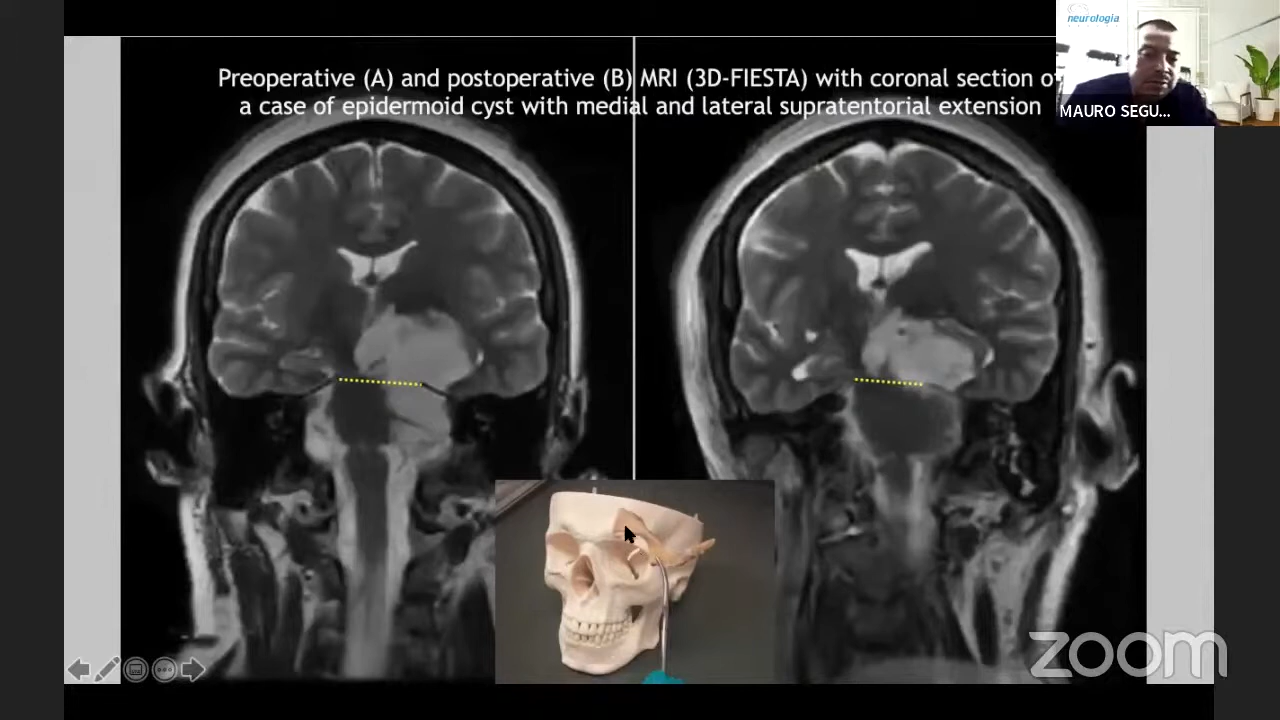 neurologia
Preoperative (A) and postoperative (B) MRI (3D-FIESTA) with coronal section of
a case of epidermoid cyst with medial and lateral supratentorial extension
MAURO SEGU...
zoom